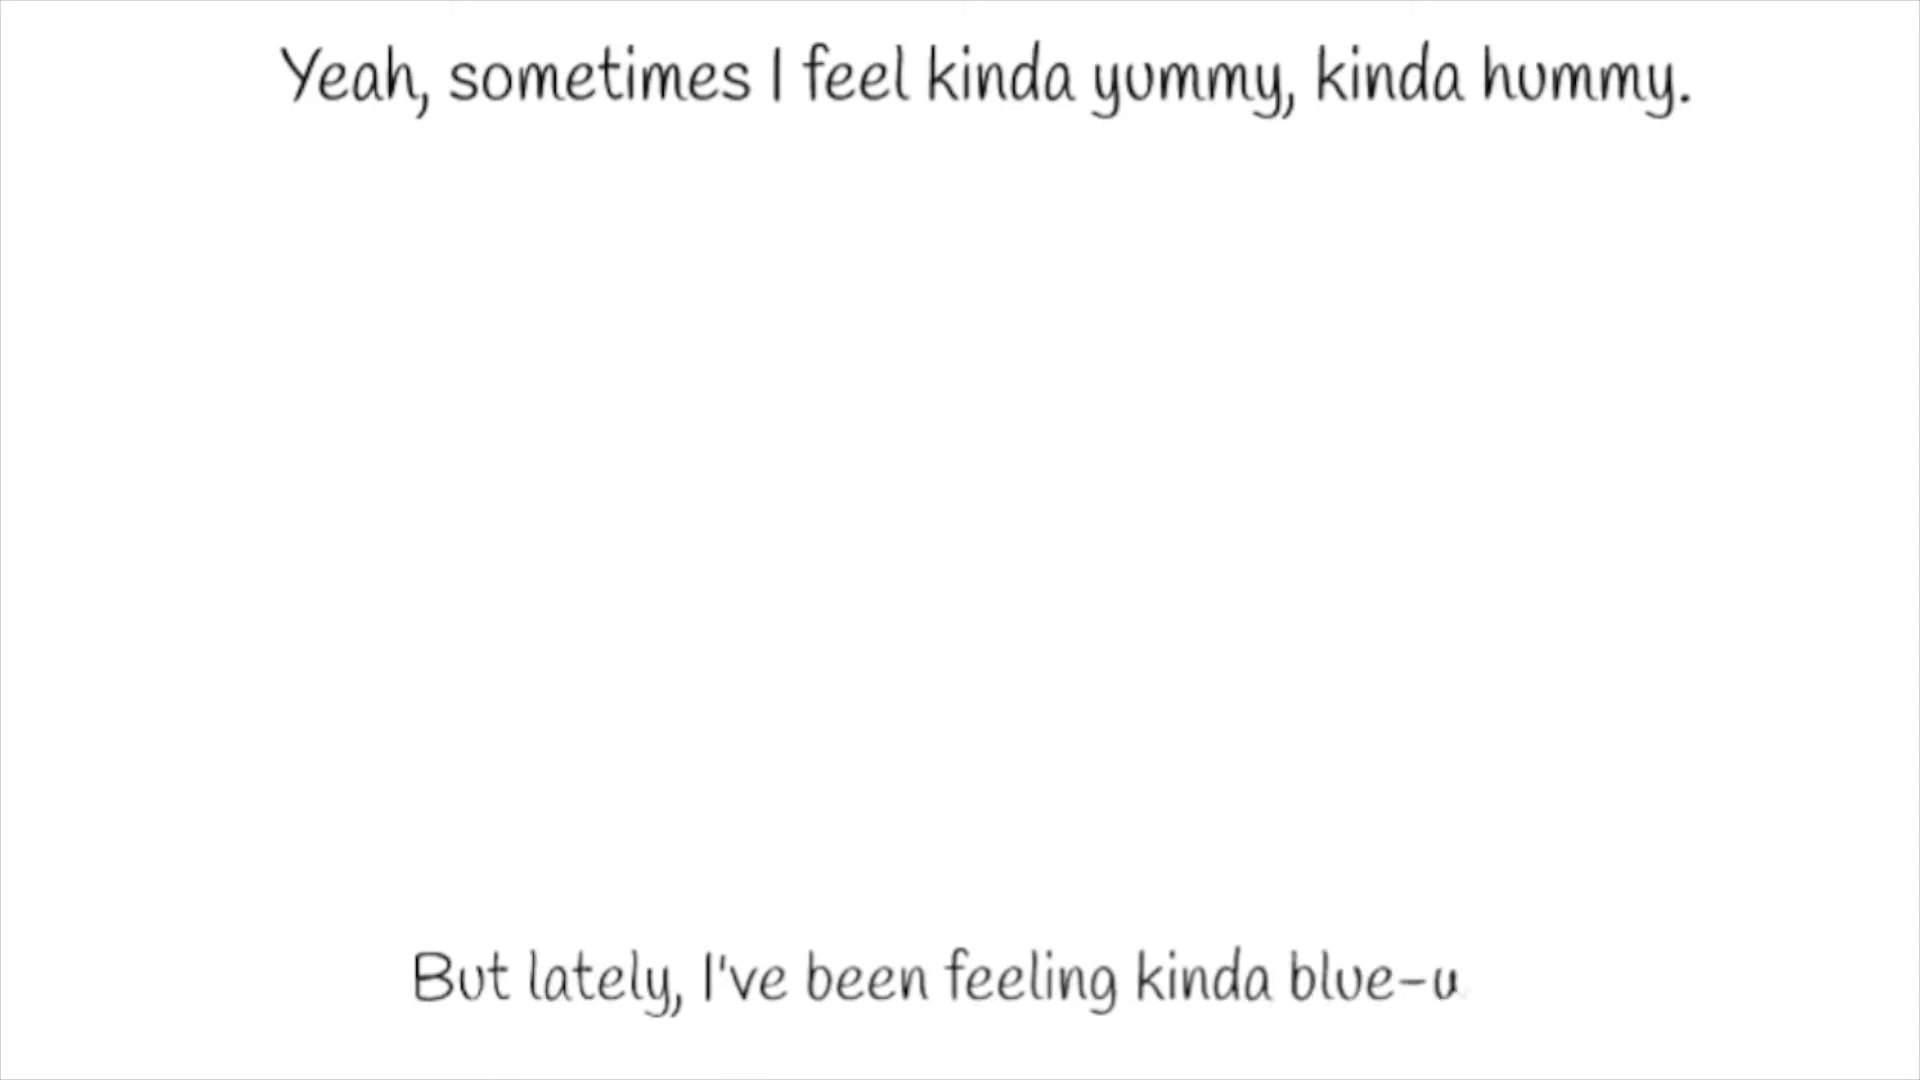 Yeah, sometimes I feel kinda yummy, kinda hummy.
But lately, I've been feeling kinda blue-u